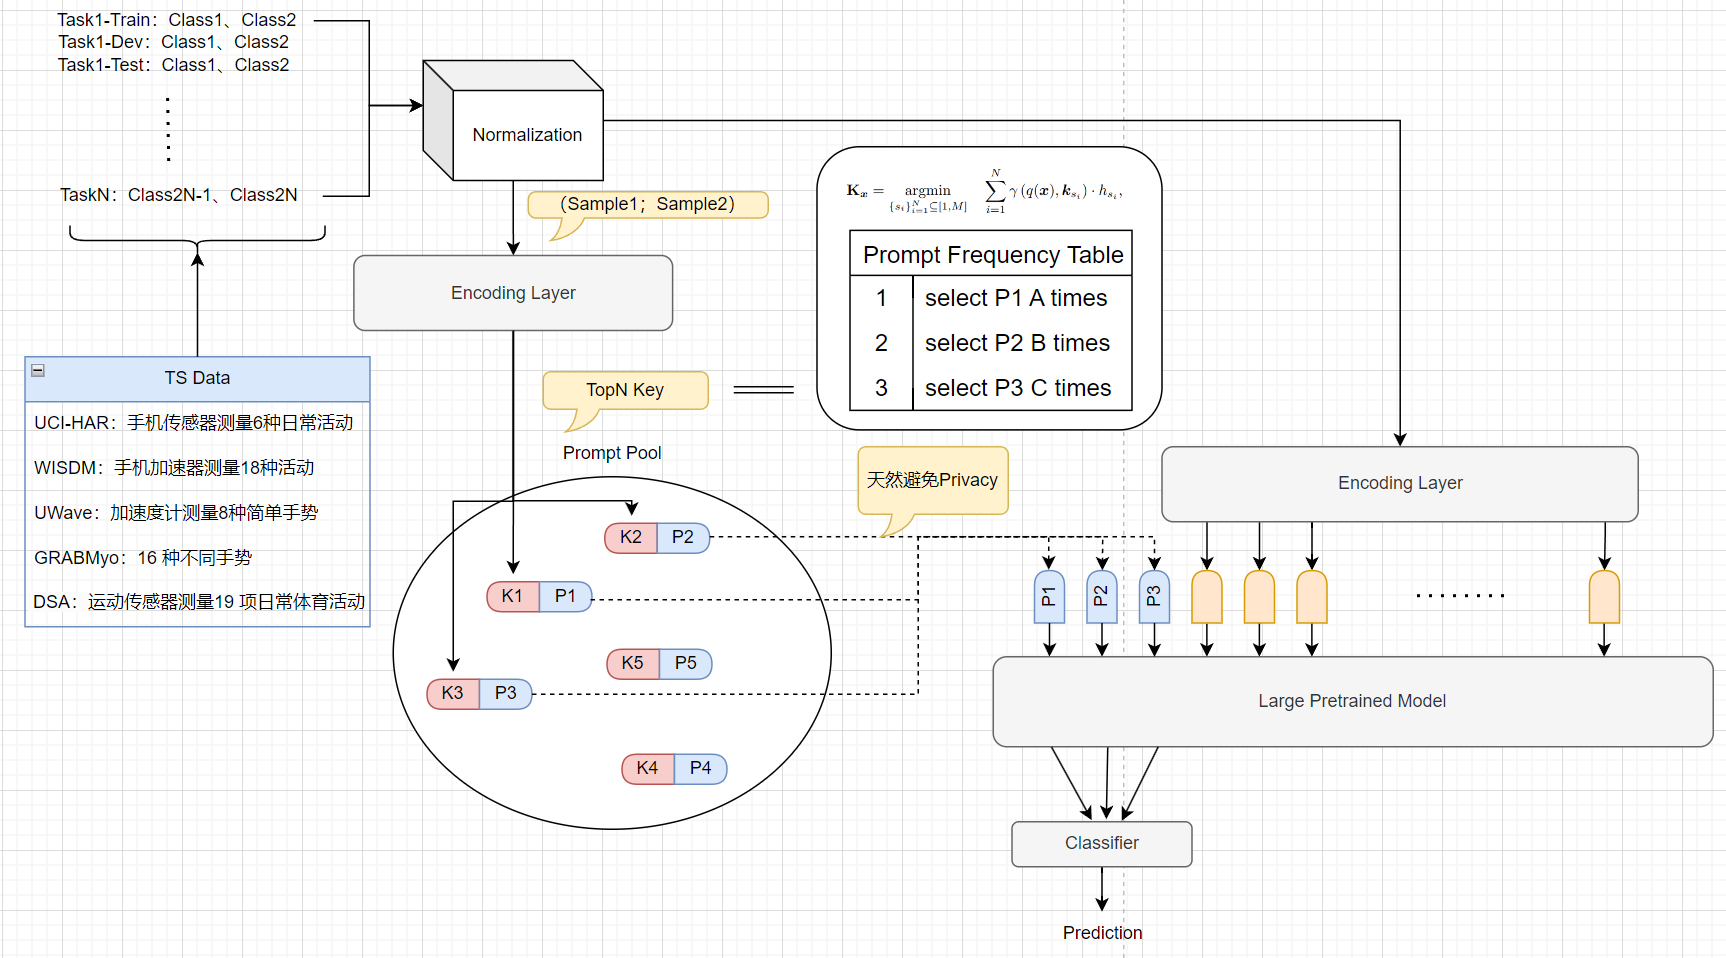 Task1-Train：Class1、Class2
Task1-Dev：Class1、Class2
Task1-Test：Class1、Class2
TaskN：Class2N-1、Class2N
Normalization
（Sample1；Sample2）
Encoding Layer
TS Data
UCI-HAR：手机传感器测量6种日常活动
WISDM：手机加速器测量18种活动
UWave：加速度计测量8种简单手势
GRABMyo：16 种不同手势
DSA：运动传感器测量19 项日常体育活动
TopN Key
Prompt Pool
K2 P2
K1 P1
K5 P5
K3 P3
K4 P4
$\mathbf{K}_{\boldsymbol{x}} = \underset{\{s_i\}_{i=1}^{N} \subseteq [1,M]}{\operatorname{argmin}} \sum_{i=1}^{N} \gamma \left( q(\boldsymbol{x}), \boldsymbol{k}_{s_i} \right) \cdot h_{s_i},$
Prompt Frequency Table
1 select P1 A times
2 select P2 B times
3 select P3 C times
天然避免Privacy
Encoding Layer
P1 P2 P3
Large Pretrained Model
Classifier
Prediction